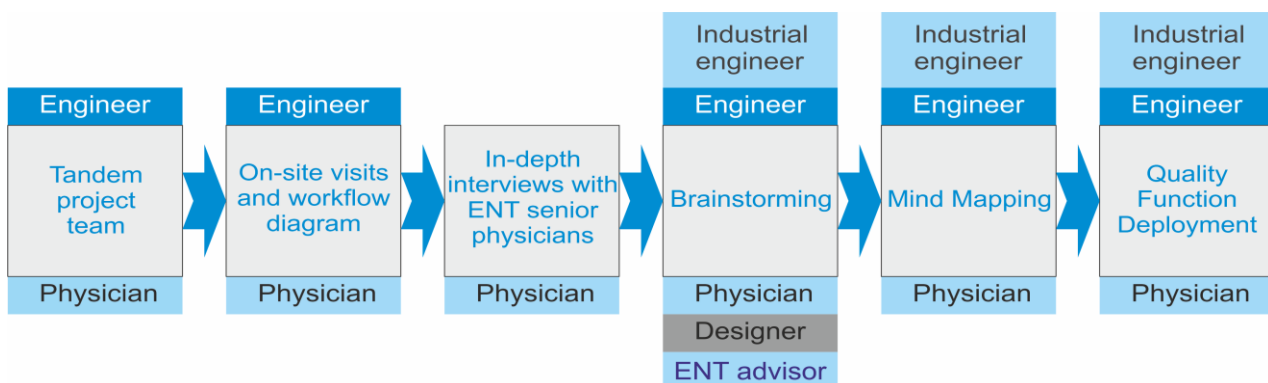 Engineer
Tandem
project
team
Physician
Engineer
On-site visits
and workflow
diagram
Physician
In-depth
interviews with
ENT senior
physicians
Physician
Industrial
engineer
Engineer
Brainstorming
Physician
Designer
ENT advisor
Industrial
engineer
Engineer
Mind Mapping
Physician
Industrial
engineer
Engineer
Quality
Function
Deployment
Physician